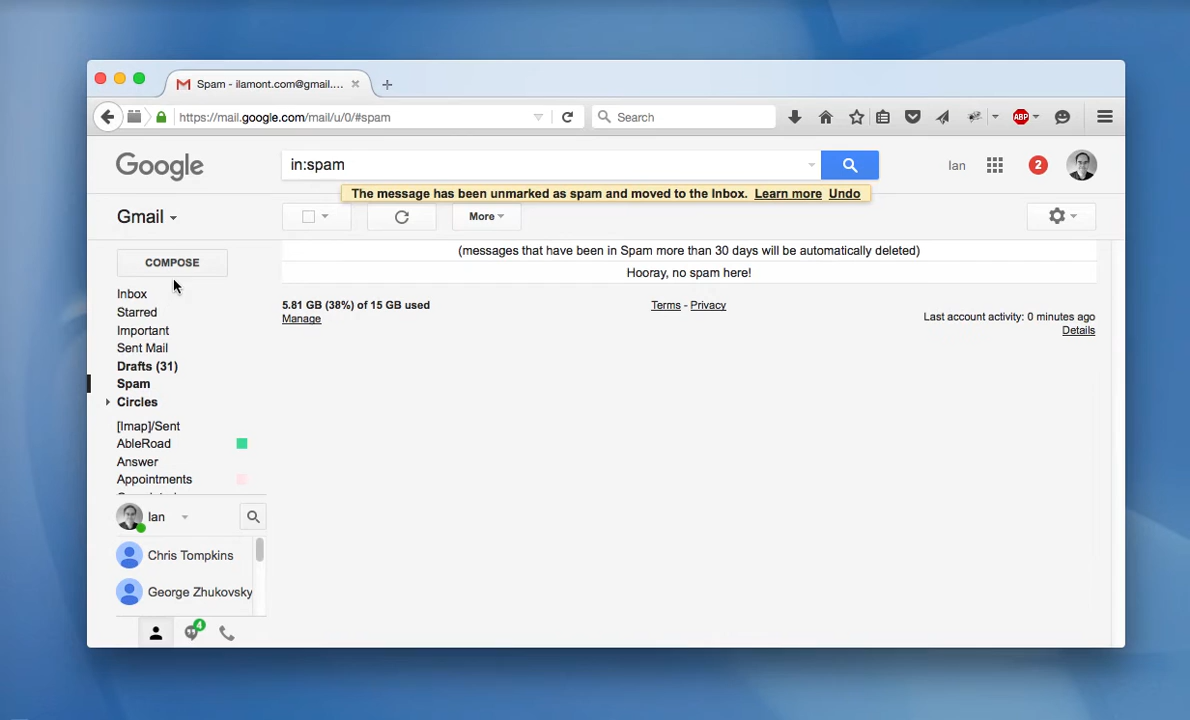 Spam - ilamont.com@gmail....
https://mail.google.com/mail/u/0/#spam
Search
ABP
Google
in:spam
Ian
2
The message has been unmarked as spam and moved to the Inbox. Learn more Undo
Gmail
More
COMPOSE
(messages that have been in Spam more than 30 days will be automatically deleted)
Hooray, no spam here!
Inbox
Starred
Important
Sent Mail
Drafts (31)
Spam
Circles
[Imap]/Sent
AbleRoad
Answer
Appointments
5.81 GB (38%) of 15 GB used
Manage
Terms - Privacy
Last account activity: 0 minutes ago
Details
Ian
Chris Tompkins
George Zhukovsky
4